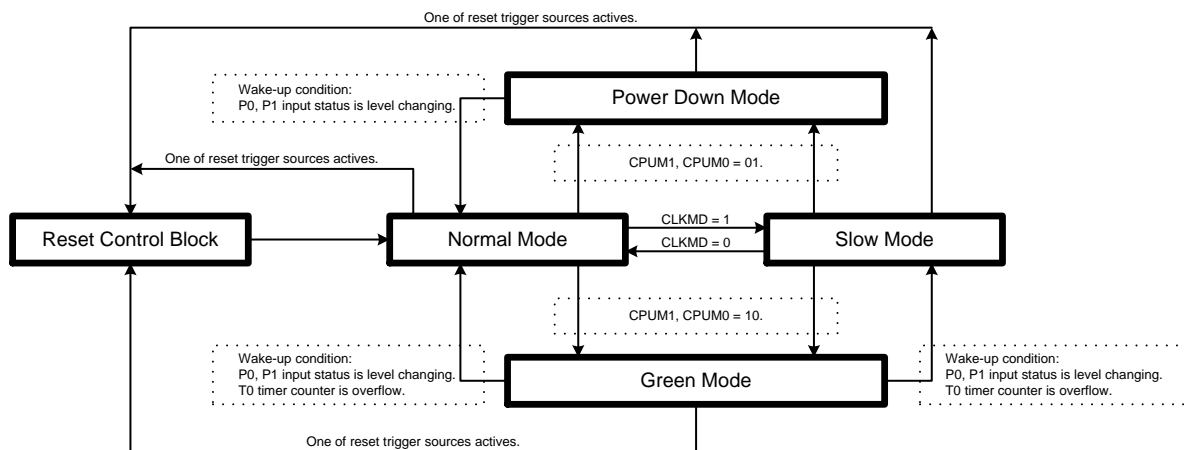 One of reset trigger sources actives.
Wake-up condition:
P0, P1 input status is level changing.
Power Down Mode
One of reset trigger sources actives.
CPUM1, CPUM0 = 01.
Reset Control Block
Normal Mode
CLKMD = 1
CLKMD = 0
Slow Mode
CPUM1, CPUM0 = 10.
Wake-up condition:
P0, P1 input status is level changing.
T0 timer counter is overflow.
Green Mode
Wake-up condition:
P0, P1 input status is level changing.
T0 timer counter is overflow.
One of reset trigger sources actives.